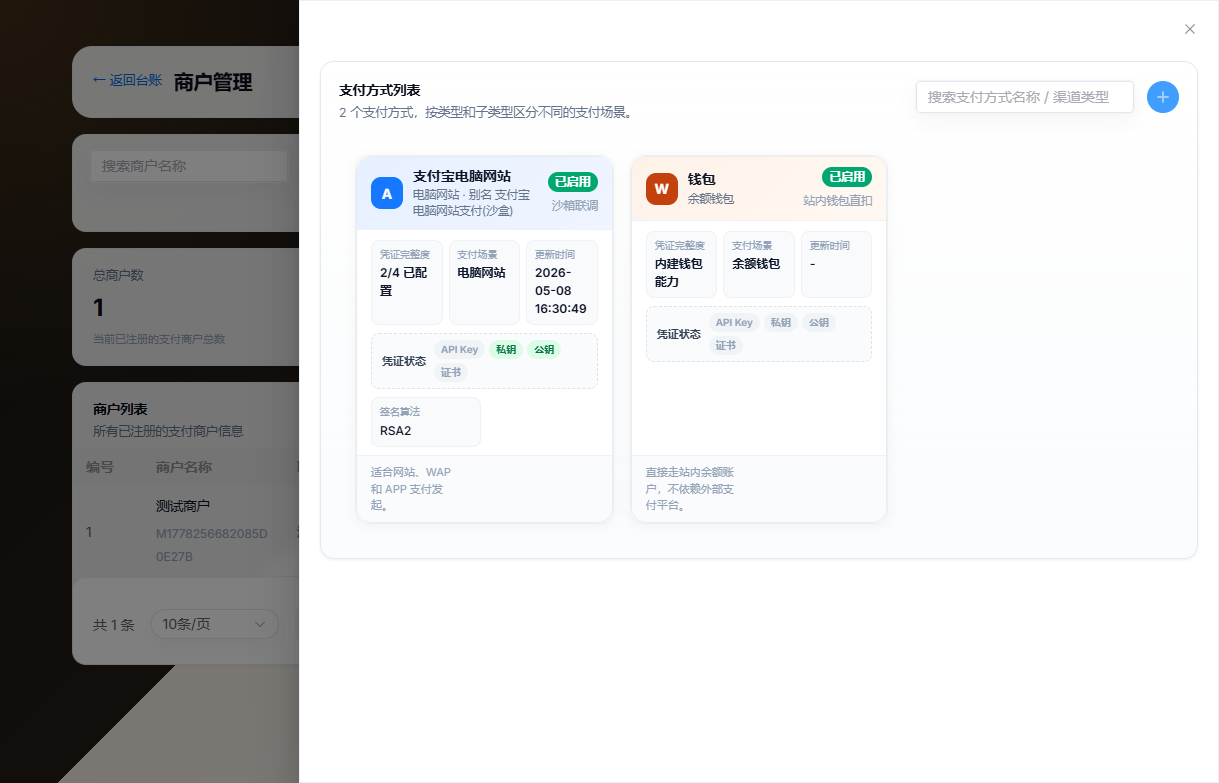 ← 返回台账 商户管理
搜索商户名称
总商户数
1
当前已注册的支付商户总数
商户列表
所有已注册的支付商户信息
编号 商户名称
1
测试商户
M1778256682085D
0E27B
共 1 条 10条/页
支付方式列表
2 个支付方式，按类型和子类型区分不同的支付场景。
搜索支付方式名称 / 渠道类型
A
支付宝电脑网站
电脑网站 · 别名 支付宝
电脑网站支付(沙盒)
已启用
沙箱联调
凭证完整度
2/4 已配
置
支付场景
电脑网站
更新时间
2026-
05-08
16:30:49
凭证状态
API Key 私钥 公钥
证书
签名算法
RSA2
适合网站、WAP
和 APP 支付发
起。
W
钱包
余额钱包
已启用
站内钱包直扣
凭证完整度
内建钱包
能力
支付场景
余额钱包
更新时间
-
凭证状态
API Key 私钥 公钥
证书
直接走站内余额账
户，不依赖外部支
付平台。